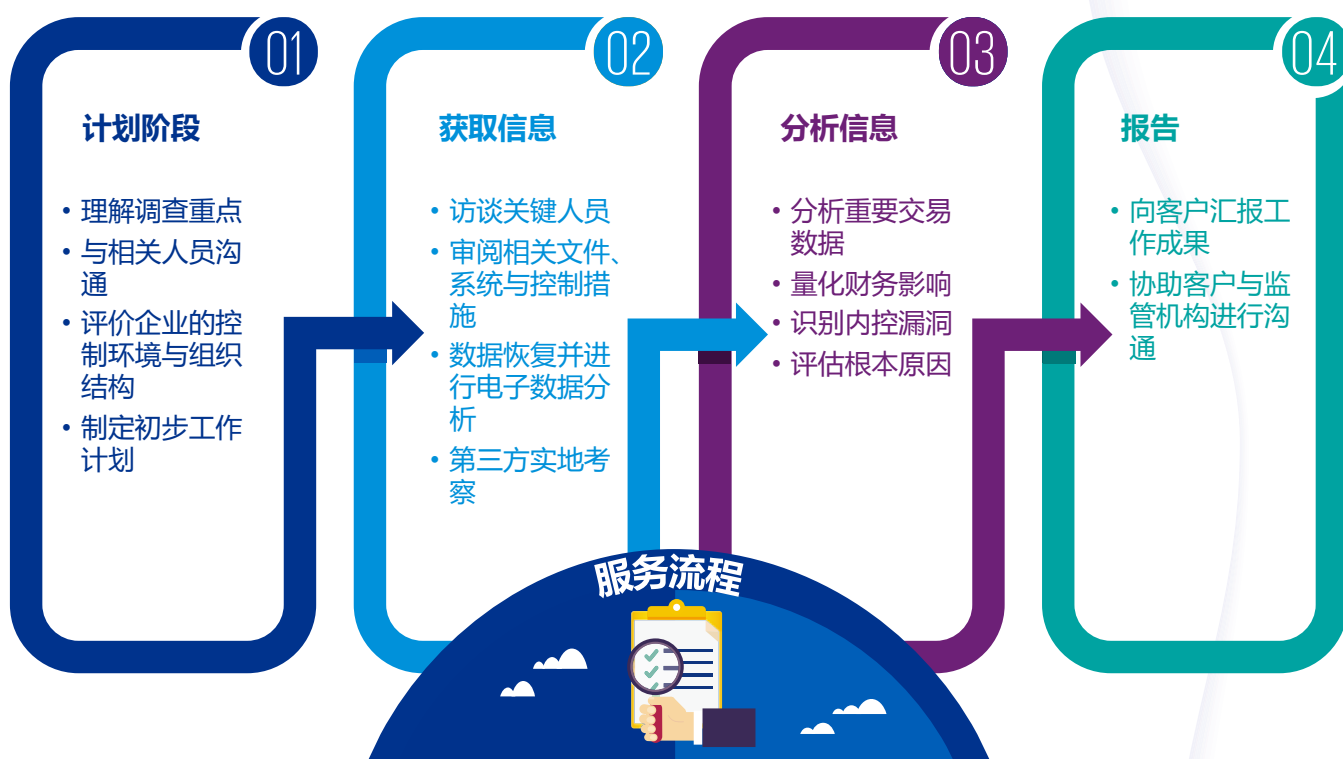 01
计划阶段
• 理解调查重点
• 与相关人员沟
通
• 评价企业的控
制环境与组织
结构
• 制定初步工作
计划
02
获取信息
• 访谈关键人员
• 审阅相关文件、
系统与控制措
施
• 数据恢复并进
行电子数据分
析
• 第三方实地考
察
03
分析信息
• 分析重要交易
数据
• 量化财务影响
• 识别内控漏洞
• 评估根本原因
04
报告
• 向客户汇报工
作成果
• 协助客户与监
管机构进行沟
通
服务流程